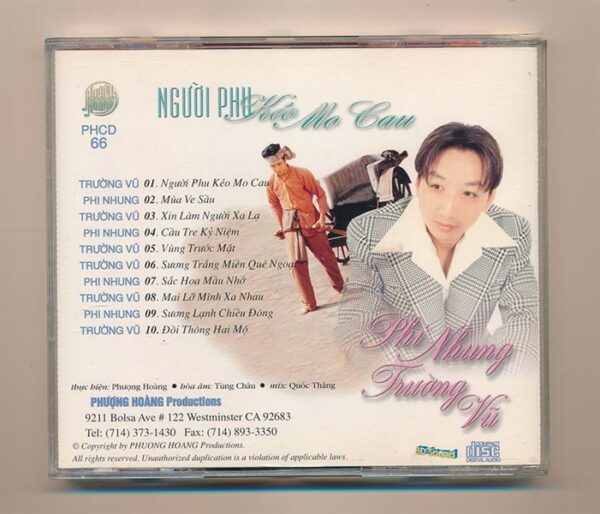 PHCD
66
NGƯỜI PHU
Kéo Mo Cau
TRƯỜNG VŨ 01. Người Phu Kéo Mo Cau
PHI NHUNG 02. Mùa Ve Sầu
TRƯỜNG VŨ 03. Xin Làm Người Xa Lạ
PHI NHUNG 04. Cầu Tre Kỷ Niệm
TRƯỜNG VŨ 05. Vùng Trước Mặt
TRƯỜNG VŨ 06. Sương Trắng Miền Quê Ngoại
PHI NHUNG 07. Sắc Hoa Mầu Nhớ
TRƯỜNG VŨ 08. Mai Lỡ Mình Xa Nhau
PHI NHUNG 09. Sương Lạnh Chiều Đông
TRƯỜNG VŨ 10. Đồi Thông Hai Mộ
Phi Nhung
Trường Vũ
thực hiện: Phượng Hoàng • hòa âm: Tùng Châu • mix: Quốc Thắng
PHƯỢNG HOÀNG Productions
9211 Bolsa Ave # 122 Westminster CA 92683
Tel: (714) 373-1430 Fax: (714) 893-3350
© Copyright by PHUONG HOANG Productions.
All rights reserved. Unauthorized duplication is a violation of applicable laws.
3D-Sound
COMPACT
disc
DIGITAL AUDIO